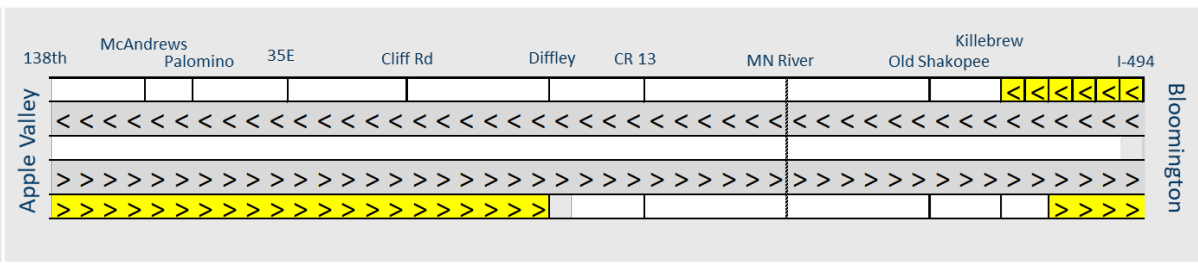 McAndrews
Killebrew
138th
Palomino
35E
Cliff Rd
Diffley
CR 13
MN River
Old Shakopee
I-494
Apple Valley
Bloomington